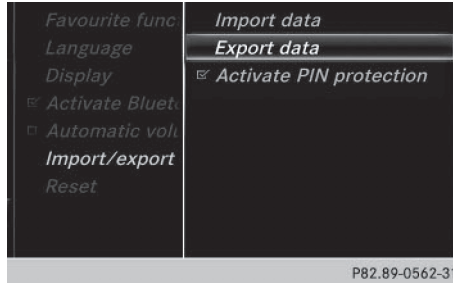 Favourite func
Language
Display
Activate Bluet
Automatic volu
Import/export
Reset
Import data
Export data
Activate PIN protection
P82.89-0562-31